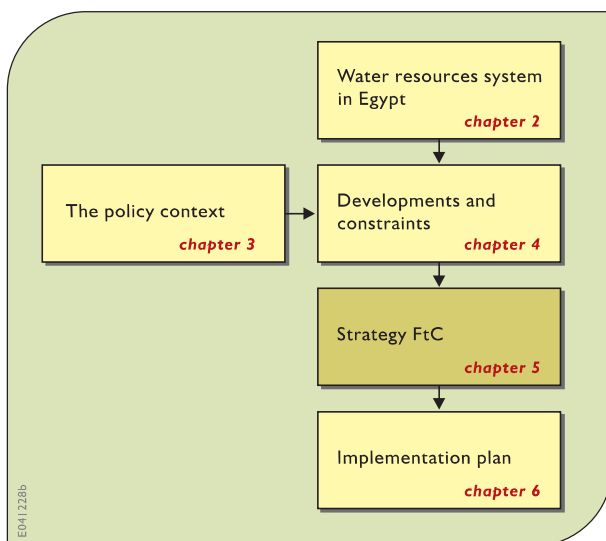 Water resources system
in Egypt
chapter 2
The policy context
chapter 3
Developments and
constraints
chapter 4
Strategy FtC
chapter 5
Implementation plan
chapter 6
E041228b